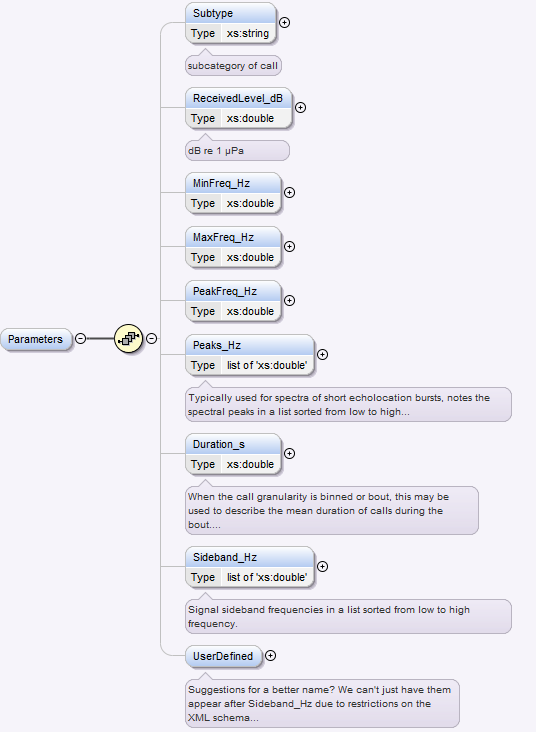 Subtype
Type xs:string
subcategory of call
ReceivedLevel_dB
Type xs:double
dB re 1 µPa
MinFreq_Hz
Type xs:double
MaxFreq_Hz
Type xs:double
PeakFreq_Hz
Type xs:double
Parameters
Peaks_Hz
Type list of 'xs:double'
Typically used for spectra of short echolocation bursts, notes the
spectral peaks in a list sorted from low to high...
Duration_s
Type xs:double
When the call granularity is binned or bout, this may be
used to describe the mean duration of calls during the
bout....
Sideband_Hz
Type list of 'xs:double'
Signal sideband frequencies in a list sorted from low to high
frequency.
UserDefined
Suggestions for a better name? We can't just have them
appear after Sideband_Hz due to restrictions on the
XML schema...